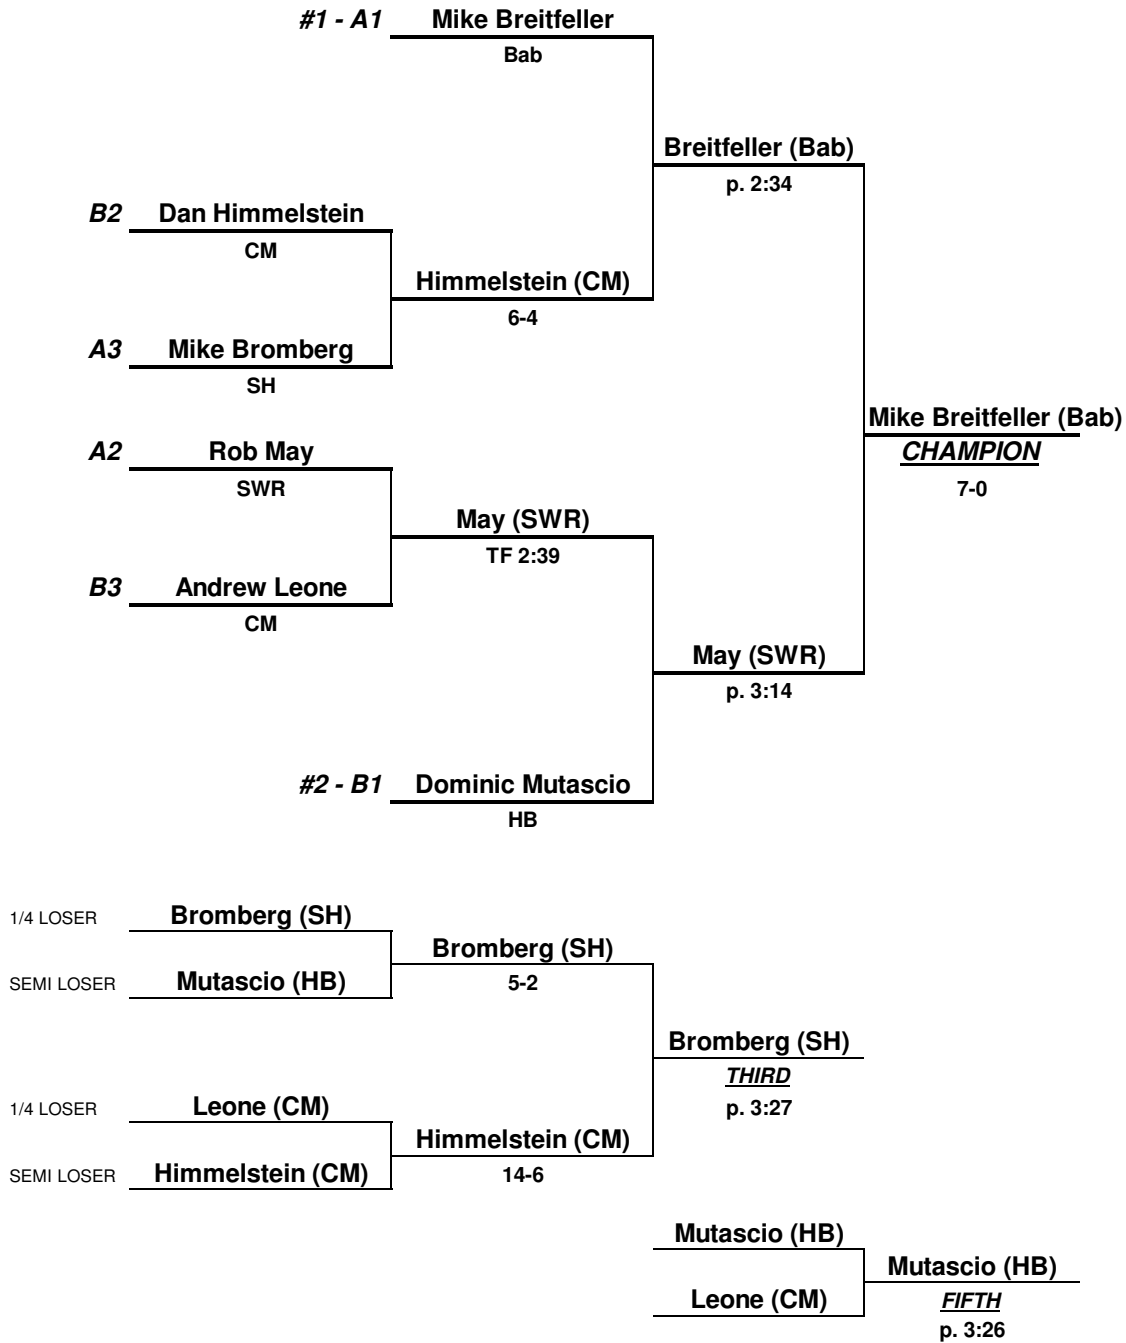 #1 - A1 Mike Breitfeller
Bab
Breitfeller (Bab)
p. 2:34
B2 Dan Himmelstein
CM
Himmelstein (CM)
6-4
A3 Mike Bromberg
SH
Mike Breitfeller (Bab)
CHAMPION
7-0
A2 Rob May
SWR
May (SWR)
TF 2:39
B3 Andrew Leone
CM
May (SWR)
p. 3:14
#2 - B1 Dominic Mutascio
HB
1/4 LOSER Bromberg (SH)
Bromberg (SH)
5-2
SEMI LOSER Mutascio (HB)
Bromberg (SH)
THIRD
p. 3:27
1/4 LOSER Leone (CM)
Himmelstein (CM)
14-6
SEMI LOSER Himmelstein (CM)
Mutascio (HB)
Mutascio (HB)
FIFTH
p. 3:26
Leone (CM)